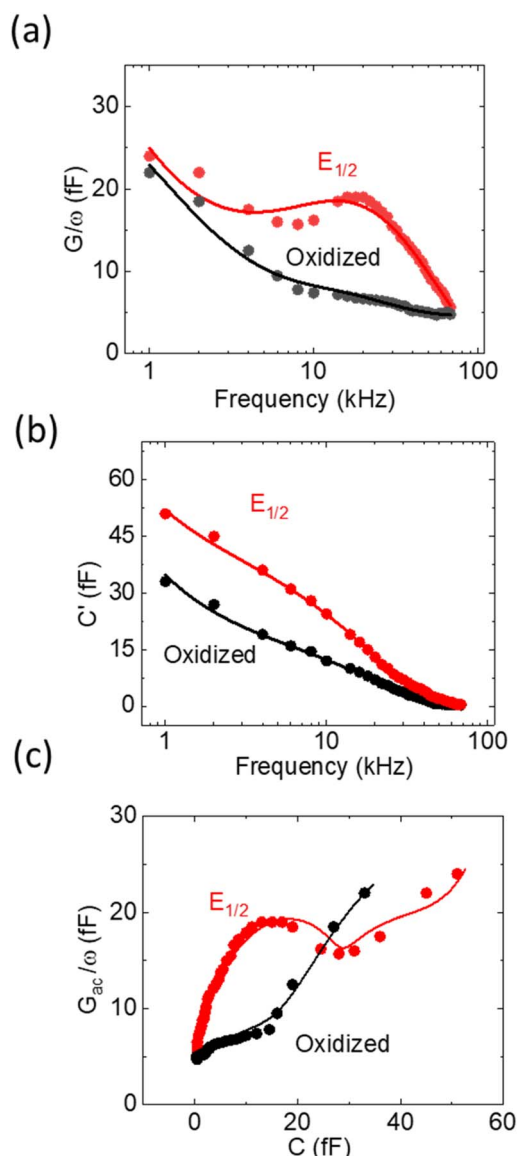 (a)
G/ω (fF)
30
20
10
0
E1/2
Oxidized
1
10
100
Frequency (kHz)
(b)
C' (fF)
60
45
30
15
0
E1/2
Oxidized
1
10
100
Frequency (kHz)
(c)
Gac/ω (fF)
30
20
10
0
E1/2
Oxidized
0
20
40
60
C (fF)